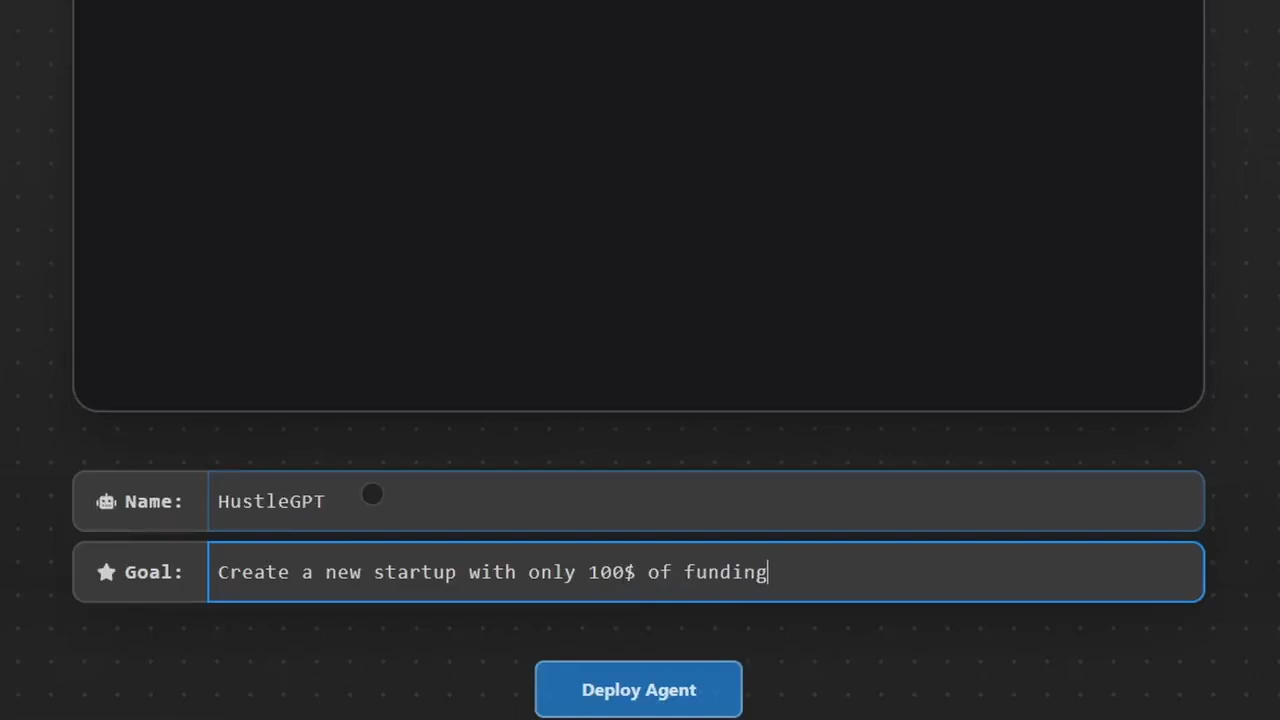 Name: HustleGPT
Goal: Create a new startup with only 100$ of funding
Deploy Agent